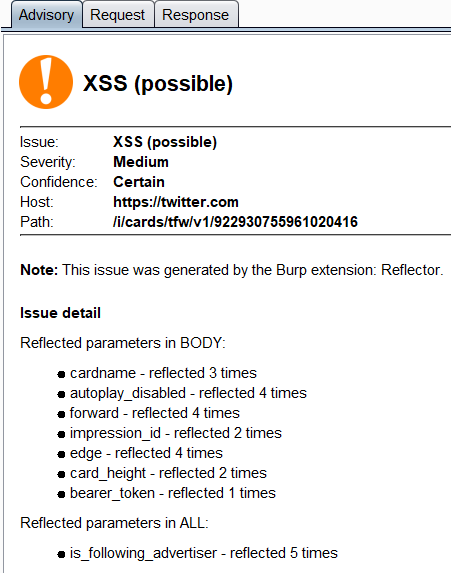 Advisory Request Response
XSS (possible)
Issue: XSS (possible)
Severity: Medium
Confidence: Certain
Host: https://twitter.com
Path: /i/cards/tfw/v1/922930755961020416
Note: This issue was generated by the Burp extension: Reflector.
Issue detail
Reflected parameters in BODY:
cardname - reflected 3 times
autoplay_disabled - reflected 4 times
forward - reflected 4 times
impression_id - reflected 2 times
edge - reflected 4 times
card_height - reflected 2 times
bearer_token - reflected 1 times
Reflected parameters in ALL:
is_following_advertiser - reflected 5 times